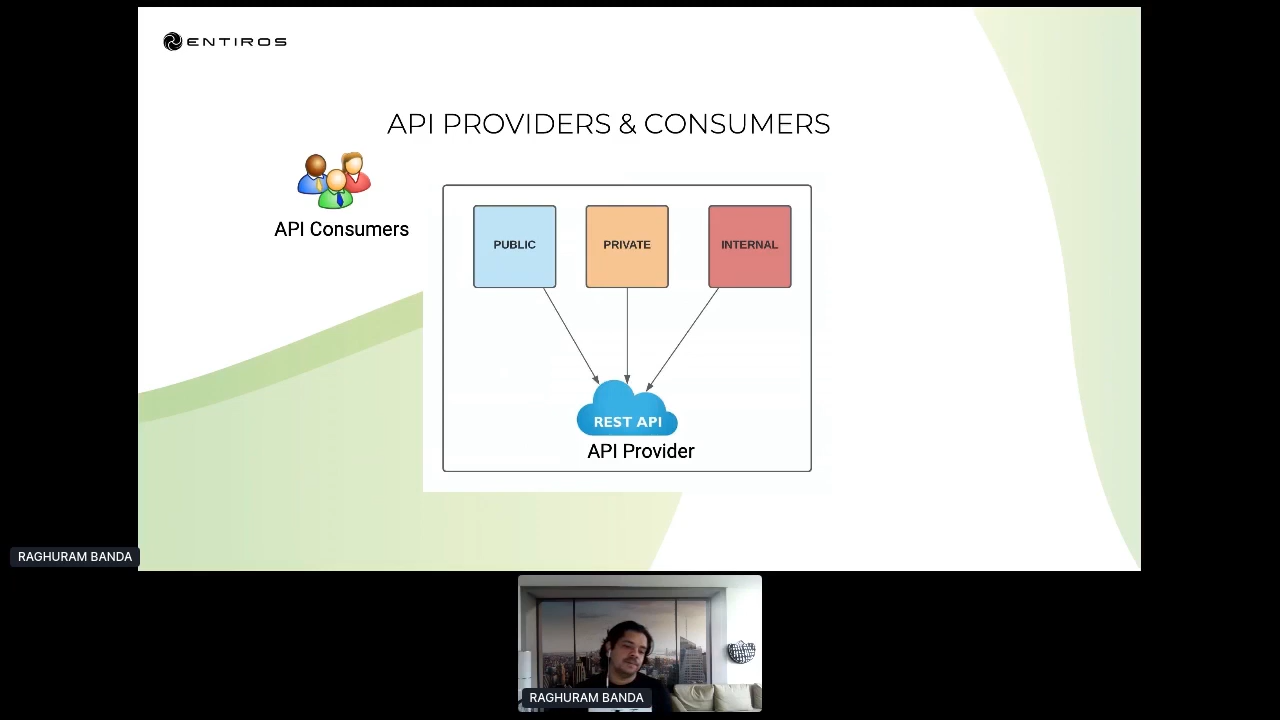 ENTIROS
API PROVIDERS & CONSUMERS
API Consumers
PUBLIC
PRIVATE
INTERNAL
REST API
API Provider
RAGHURAM BANDA
RAGHURAM BANDA